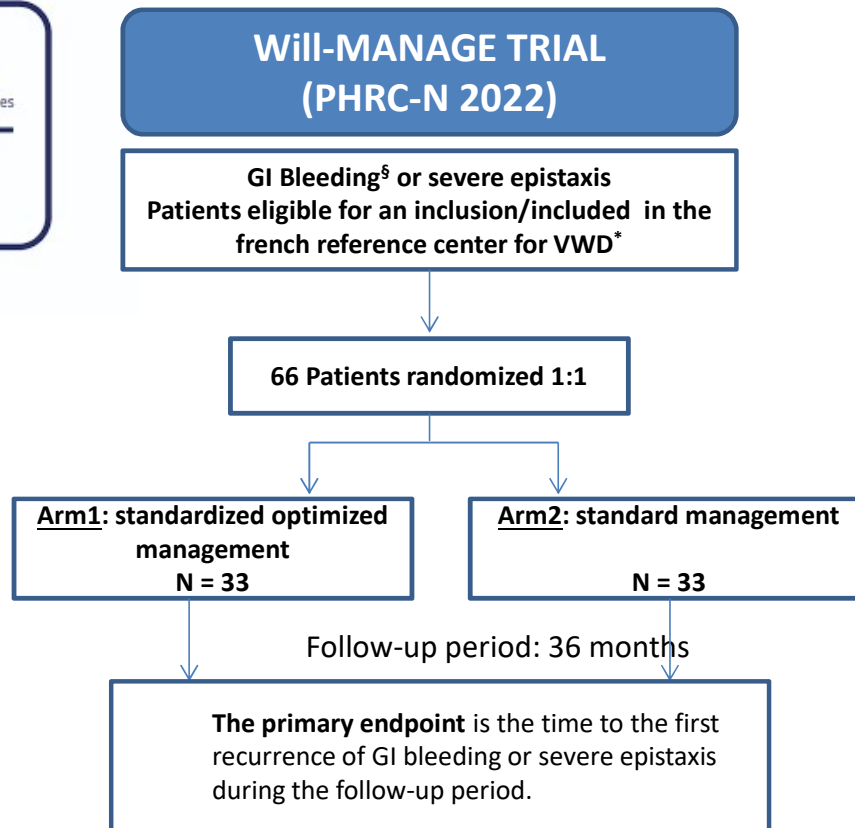 es
Will-MANAGE TRIAL
(PHRC-N 2022)
GI Bleeding§ or severe epistaxis
Patients eligible for an inclusion/included in the
french reference center for VWD*
66 Patients randomized 1:1
Arm1: standardized optimized
management
N = 33
Arm2: standard management
N = 33
Follow-up period: 36 months
The primary endpoint is the time to the first
recurrence of GI bleeding or severe epistaxis
during the follow-up period.